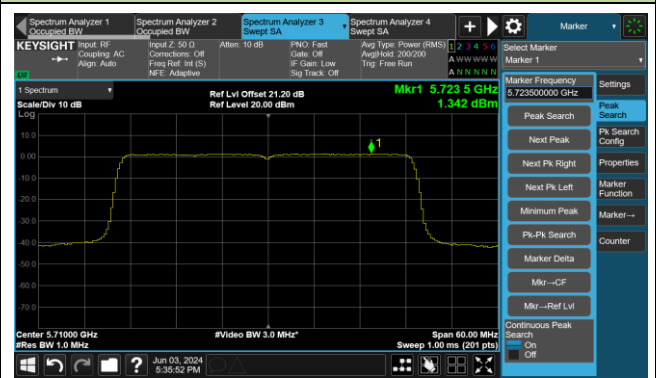 Spectrum Analyzer 1
Occupied BW
Spectrum Analyzer 2
Occupied BW
Spectrum Analyzer 3
Swept SA
Spectrum Analyzer 4
Swept SA
Marker
KEYSIGHT
Input: RF
Coupling: AC
Align: Auto
Input Z: 50 Ω
Corrections: Off
Freq Ref: Int (S)
NFE: Adaptive
Atten: 10 dB
PNO: Fast
Gate: Off
IF Gain: Low
Sig Track: Off
Avg Type: Power (RMS)
Avg|Hold: 200/200
Trig: Free Run
1 2 3 4 5 6
A W W W W W
A N N N N N
LXI
Select Marker
Marker 1
1 Spectrum
Scale/Div 10 dB
Log
Ref Lvl Offset 21.20 dB
Ref Level 20.00 dBm
Mkr1 5.723 5 GHz
1.342 dBm
10.0
0.00
-10.0
-20.0
-30.0
-40.0
-50.0
-60.0
-70.0
1
Center 5.71000 GHz
#Res BW 1.0 MHz
#Video BW 3.0 MHz*
Span 60.00 MHz
Sweep 1.00 ms (201 pts)
Marker Frequency
5.723500000 GHz
Peak Search
Next Peak
Next Pk Right
Next Pk Left
Minimum Peak
Pk-Pk Search
Marker Delta
Mkr→CF
Mkr→Ref Lvl
Continuous Peak
Search
On
Off
Settings
Peak
Search
Pk Search
Config
Properties
Marker
Function
Marker→
Counter
Jun 03, 2024
5:35:52 PM